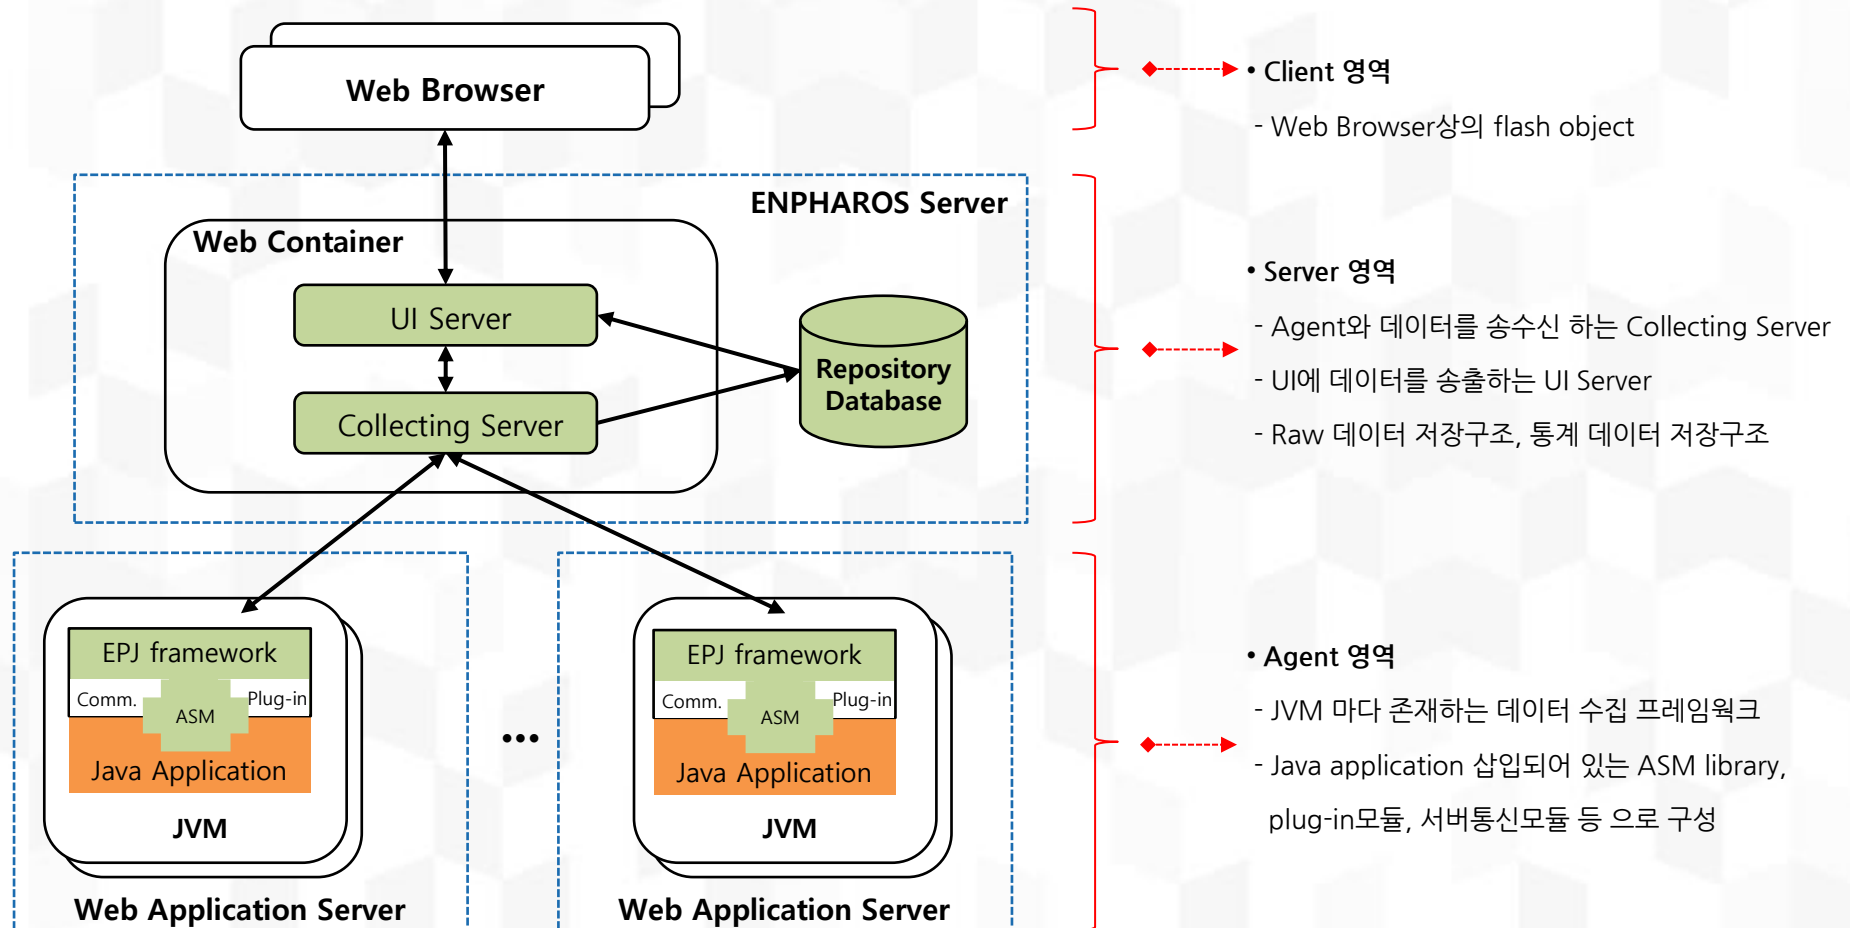 Web Browser
ENPHAROS Server
Web Container
UI Server
Collecting Server
Repository
Database
EPJ framework
Comm.
Plug-in
ASM
Java Application
JVM
Web Application Server
•••
EPJ framework
Comm.
Plug-in
ASM
Java Application
JVM
Web Application Server
• Client 영역
- Web Browser상의 flash object
• Server 영역
- Agent와 데이터를 송수신 하는 Collecting Server
- UI에 데이터를 송출하는 UI Server
- Raw 데이터 저장구조, 통계 데이터 저장구조
• Agent 영역
- JVM 마다 존재하는 데이터 수집 프레임웍크
- Java application 삽입되어 있는 ASM library,
plug-in모듈, 서버통신모듈 등 으로 구성